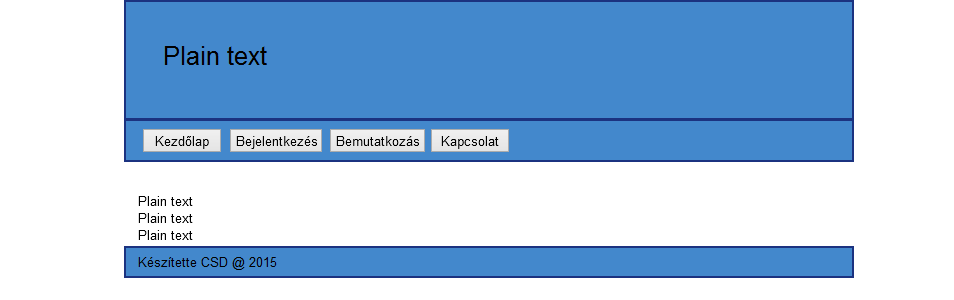 Plain text
Kezdőlap Bejelentkezés Bemutatkozás Kapcsolat
Plain text
Plain text
Plain text
Készítette CSD @ 2015